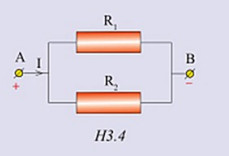 R₁
A I B
+ −
R₂
H3.4